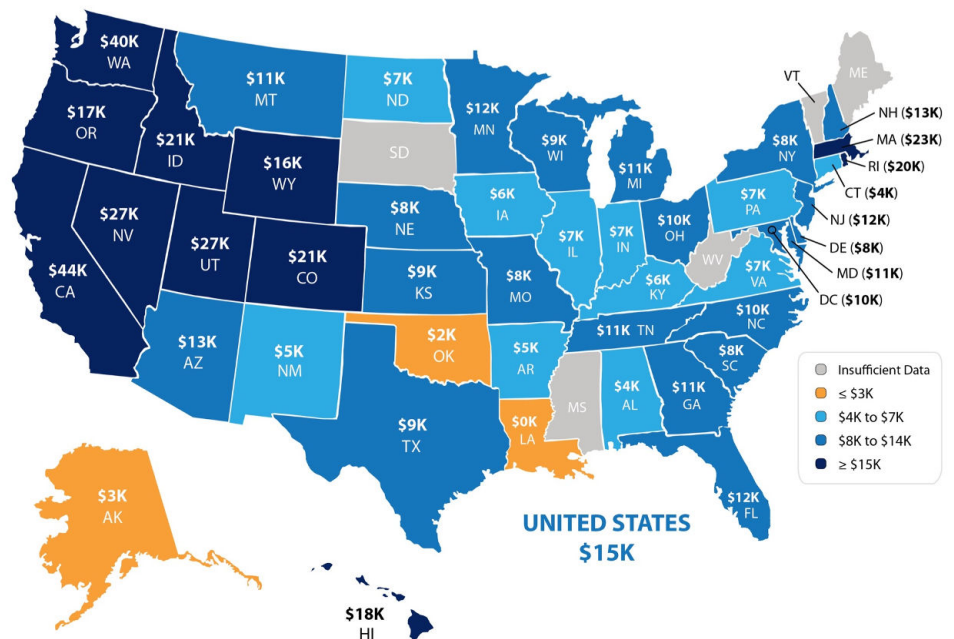 $40K
WA
$17K
OR
$21K
ID
$11K
MT
$7K
ND
SD
$16K
WY
$12K
MN
$9K
WI
$11K
MI
VT
ME
NH ($13K)
MA ($23K)
RI ($20K)
CT ($4K)
NJ ($12K)
DE ($8K)
MD ($11K)
DC ($10K)
$8K
NY
$7K
PA
$44K
CA
$27K
NV
$27K
UT
$21K
CO
$8K
NE
$9K
KS
$6K
IA
$8K
MO
$7K
IL
$7K
IN
$10K
OH
WV
$7K
VA
$6K
KY
$11K TN
$10K
NC
$8K
SC
$13K
AZ
$5K
NM
$2K
OK
$5K
AR
$9K
TX
$0K
LA
MS
$4K
AL
$11K
GA
$12K
FL
$3K
AK
$18K
HI
UNITED STATES
$15K
Insufficient Data
≤ $3K
$4K to $7K
$8K to $14K
≥ $15K